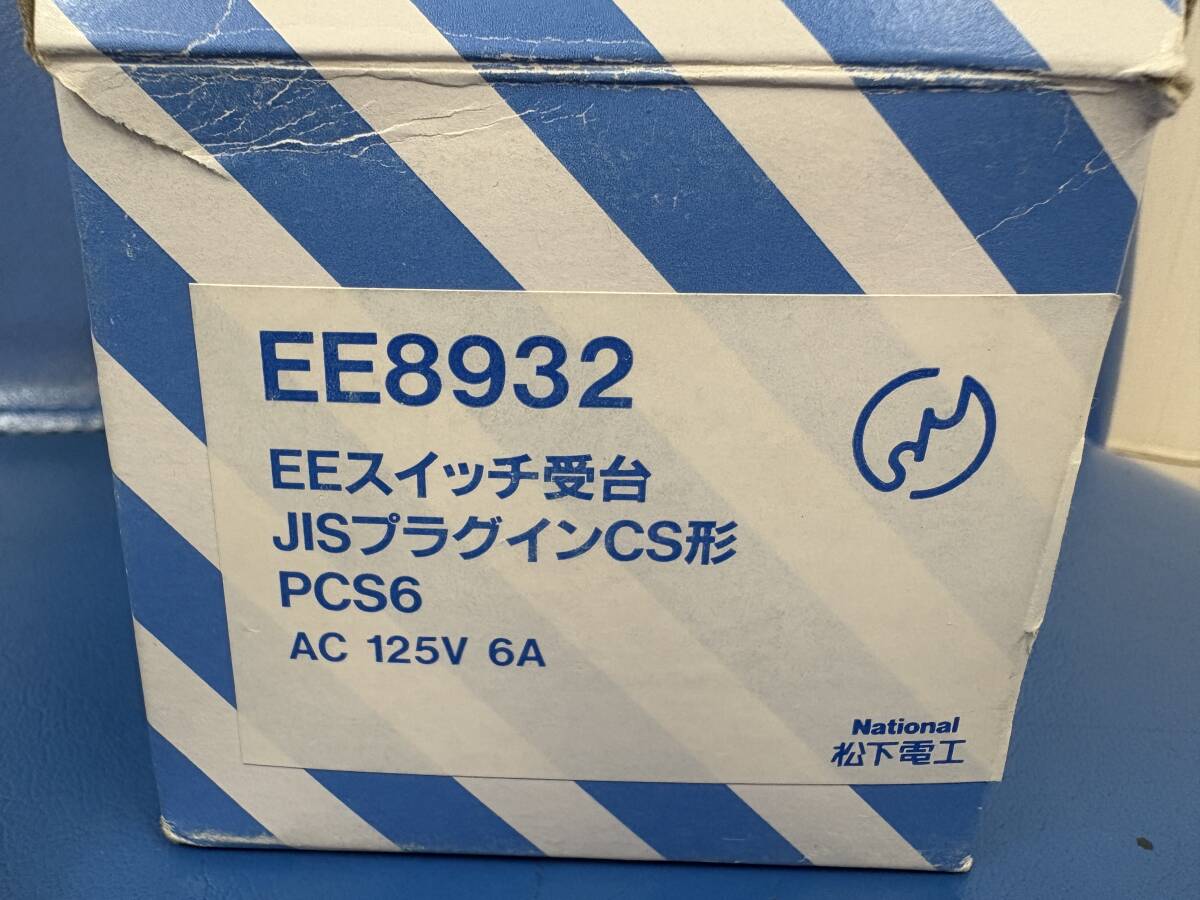 EE8932
EEスイッチ受台
JISプラグインCS形
PCS6
AC 125V 6A
National
松下電工